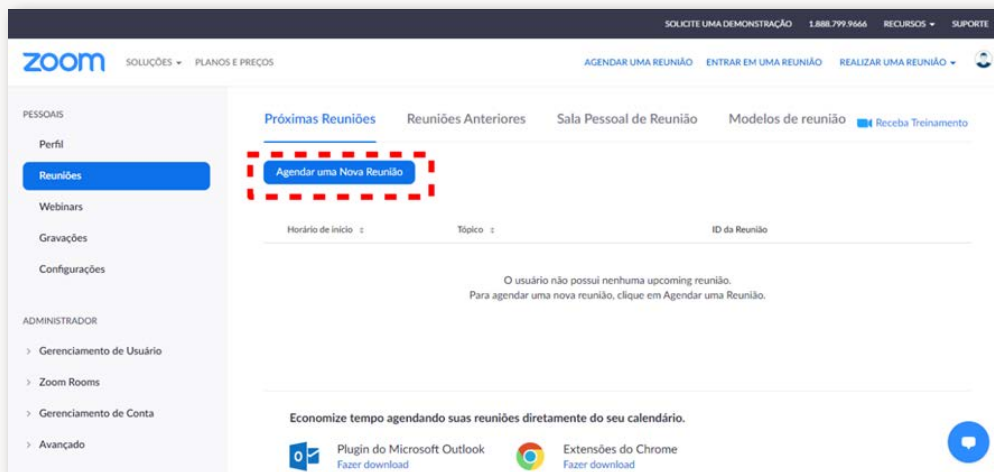 SOLICITE UMA DEMONSTRAÇÃO 1.888.799.9666 RECURSOS SUPORTE
zoom SOLUÇÕES PLANOS E PREÇOS AGENDAR UMA REUNIÃO ENTRAR EM UMA REUNIÃO REALIZAR UMA REUNIÃO
PESSOAIS
Perfil
Reuniões
Webinars
Gravações
Configurações
ADMINISTRADOR
Gerenciamento de Usuário
Zoom Rooms
Gerenciamento de Conta
Avançado
Próximas Reuniões Reuniões Anteriores Sala Pessoal de Reunião Modelos de reunião Receba Treinamento
Agendar uma Nova Reunião
Horário de início Tópico ID da Reunião
O usuário não possui nenhuma upcoming reunião.
Para agendar uma nova reunião, clique em Agendar uma Reunião.
Economize tempo agendando suas reuniões diretamente do seu calendário.
Plugin do Microsoft Outlook
Fazer download
Extensões do Chrome
Fazer download